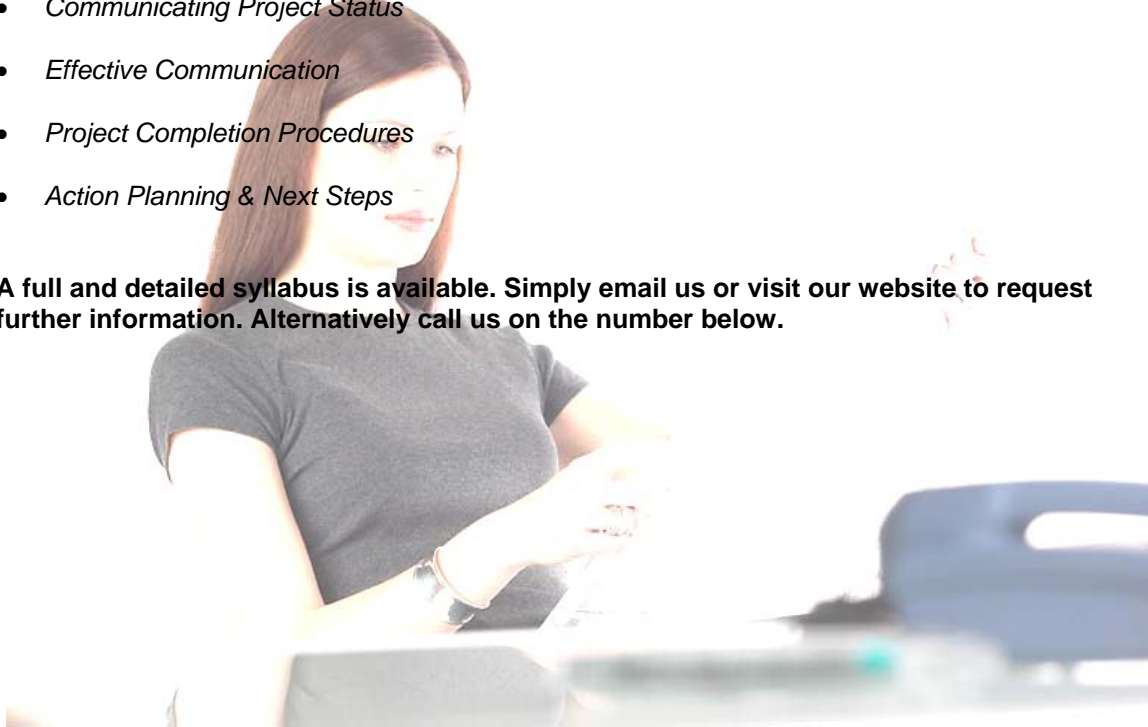 • Communicating Project Status
• Effective Communication
• Project Completion Procedures
• Action Planning & Next Steps
A full and detailed syllabus is available. Simply email us or visit our website to request
further information. Alternatively call us on the number below.